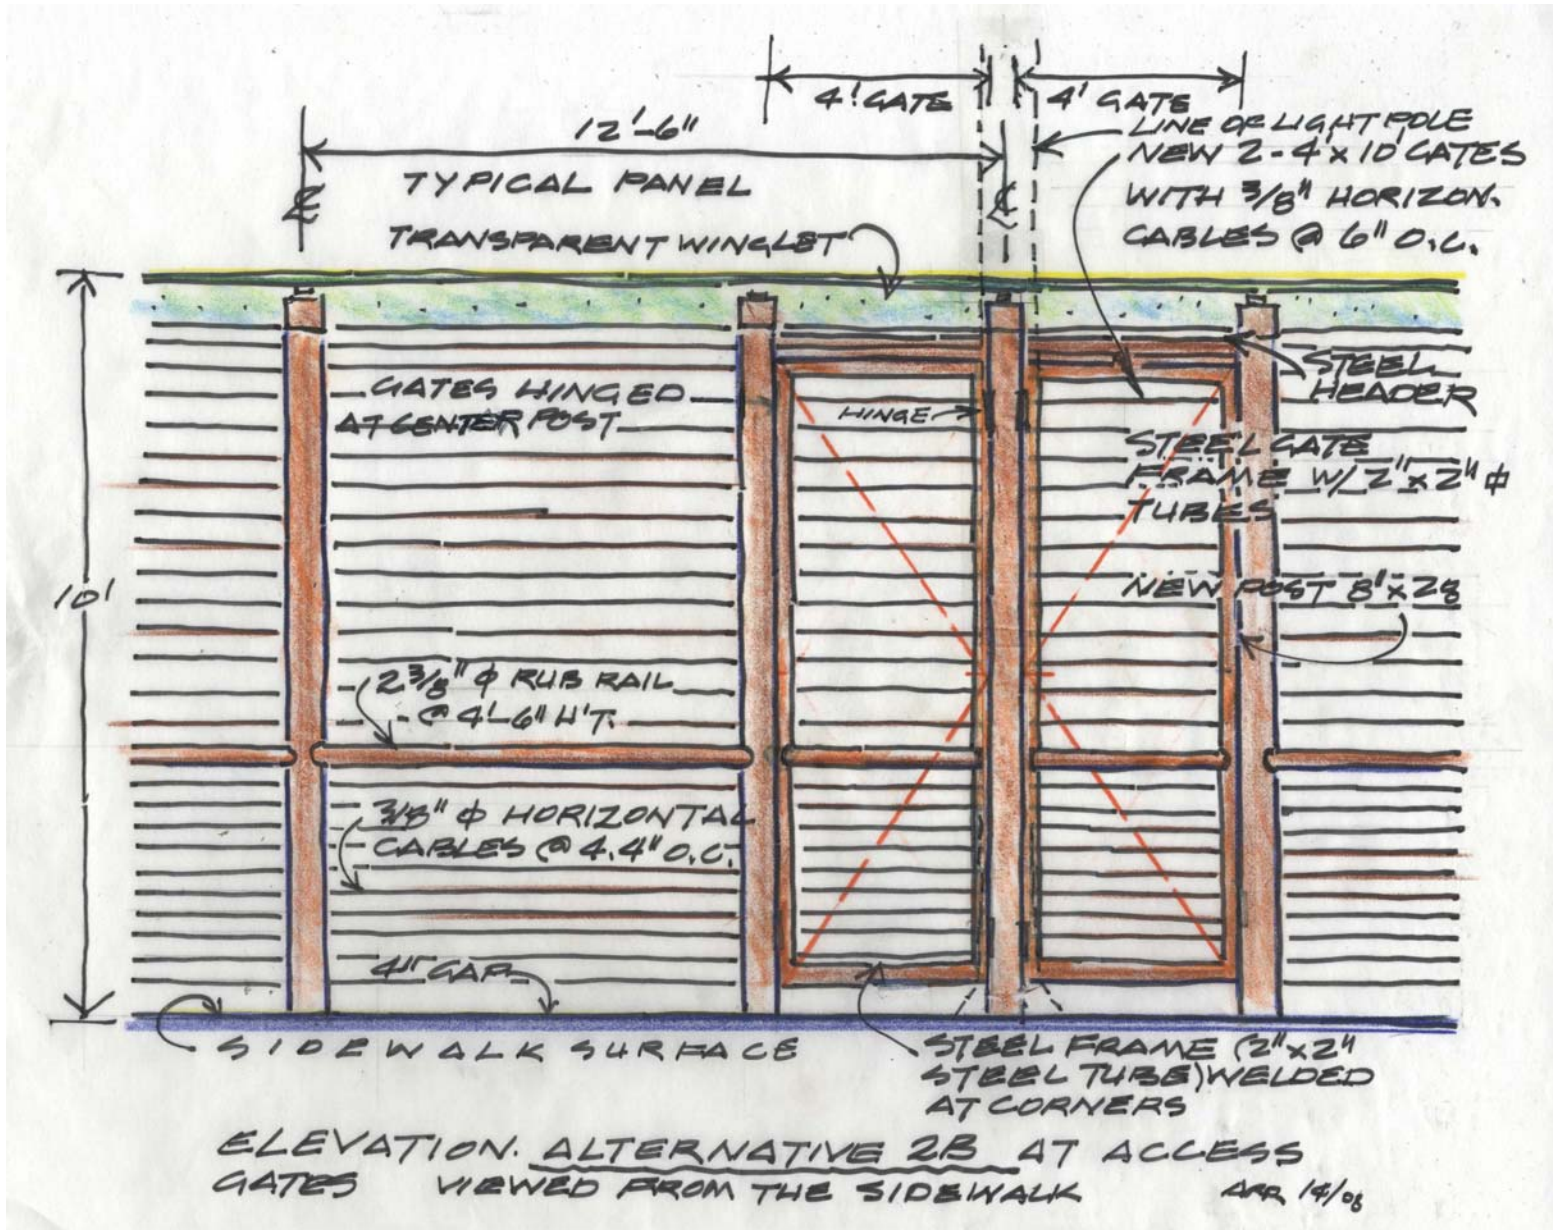 4' GATE
4' GATE
12'-6"
TYPICAL PANEL
LINE OF LIGHT POLE
NEW 2-4'x10' GATES
WITH 3/8" HORIZON.
CABLES @ 6" O.C.
℄
℄
TRANSPARENT WINGLET
STEEL
HEADER
GATES HINGED
AT CENTER POST
HINGE
STEEL GATE
FRAME W/2"x2" ⌽
TUBES
10'
NEW POST 8"x28
2 3/8" ⌀ RUB RAIL
@ 4'-6" H'T.
3/8" ⌀ HORIZONTAL
CABLES @ 4.4" O.C.
4" GAP
SIDEWALK SURFACE
STEEL FRAME (2"x2"
STEEL TUBE) WELDED
AT CORNERS
ELEVATION. ALTERNATIVE 2B AT ACCESS
GATES VIEWED FROM THE SIDEWALK
APR 14/06